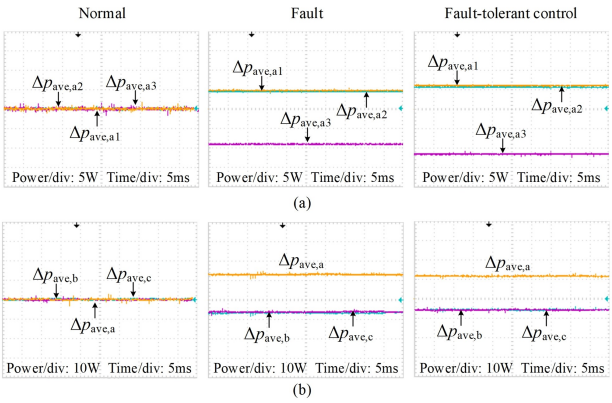 Normal Fault Fault-tolerant control
Δp_ave,a2 Δp_ave,a3
Δp_ave,a1
Power/div: 5W Time/div: 5ms
Δp_ave,a1
Δp_ave,a2
Δp_ave,a3
Power/div: 5W Time/div: 5ms
Δp_ave,a1
Δp_ave,a2
Δp_ave,a3
Power/div: 5W Time/div: 5ms
(a)
Δp_ave,b Δp_ave,c
Δp_ave,a
Power/div: 10W Time/div: 5ms
Δp_ave,a
Δp_ave,b Δp_ave,c
Power/div: 10W Time/div: 5ms
Δp_ave,a
Δp_ave,b Δp_ave,c
Power/div: 10W Time/div: 5ms
(b)